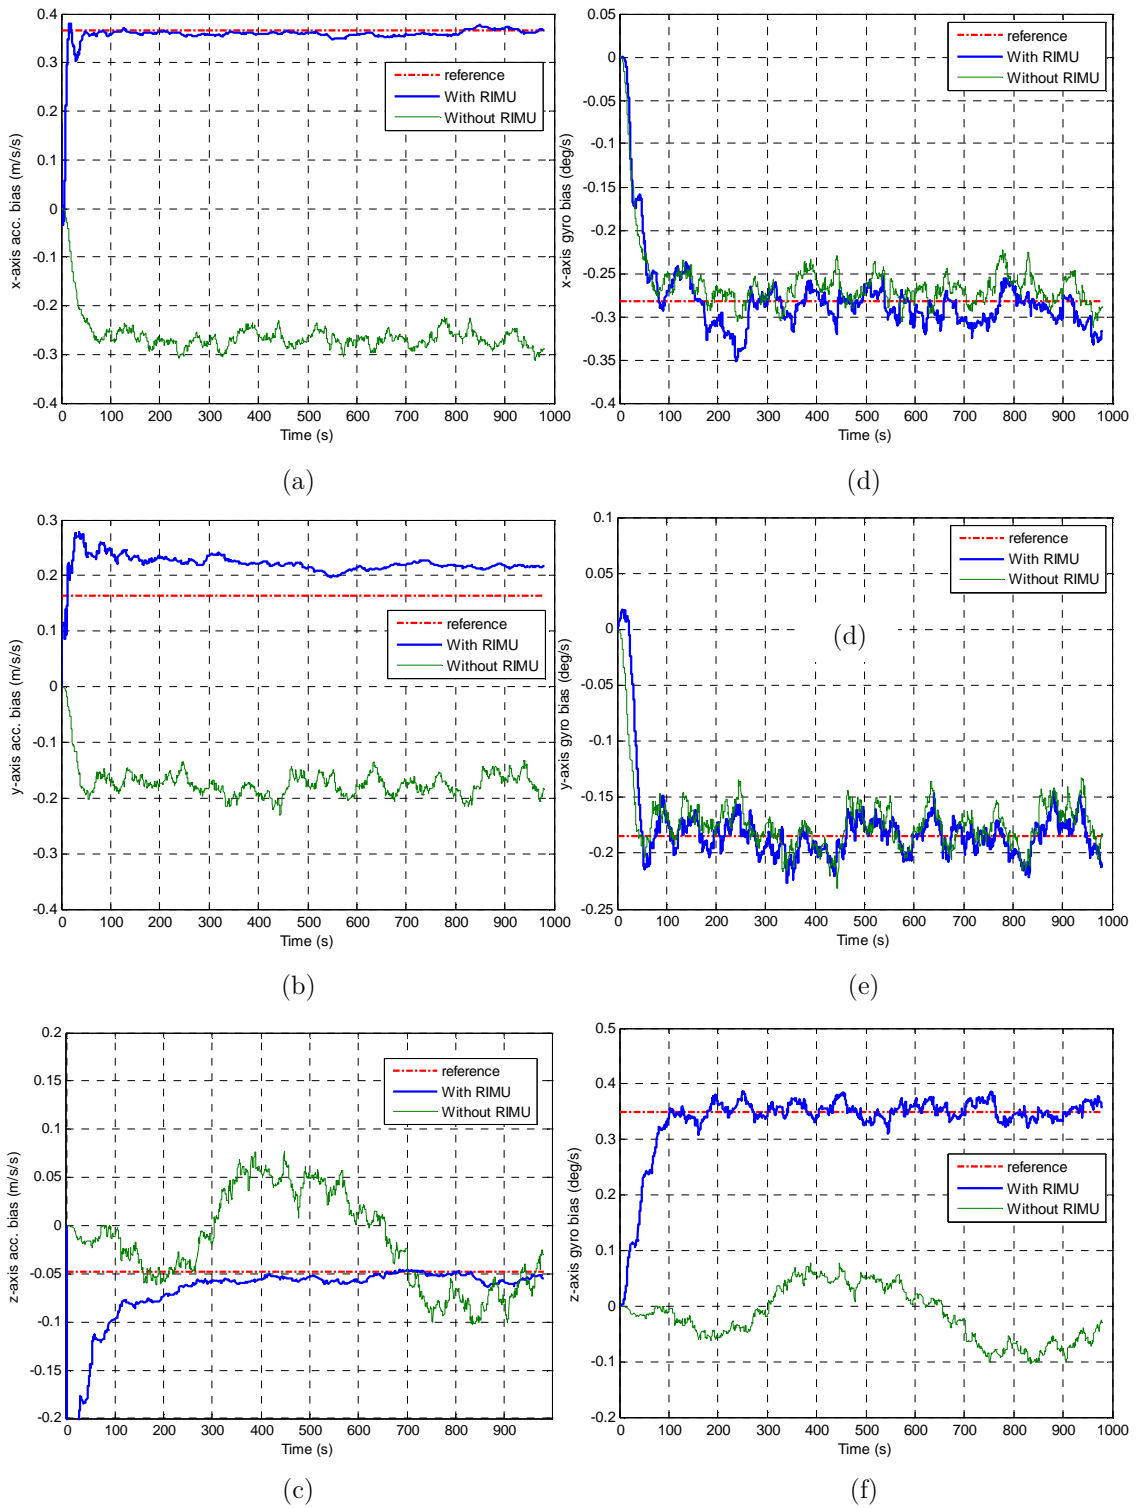 0.4
0.3
0.2
0.1
0
-0.1
-0.2
-0.3
-0.4
x-axis acc. bias (m/s/s)
reference
With RIMU
Without RIMU
0 100 200 300 400 500 600 700 800 900 1000
Time (s)
(a)
0.05
0
-0.05
-0.1
-0.15
-0.2
-0.25
-0.3
-0.35
-0.4
x-axis gyro bias (deg/s)
reference
With RIMU
Without RIMU
0 100 200 300 400 500 600 700 800 900 1000
Time (s)
(d)
0.3
0.2
0.1
0
-0.1
-0.2
-0.3
-0.4
y-axis acc. bias (m/s/s)
reference
With RIMU
Without RIMU
0 100 200 300 400 500 600 700 800 900 1000
Time (s)
(b)
0.1
0.05
0
-0.05
-0.1
-0.15
-0.2
-0.25
y-axis gyro bias (deg/s)
reference
With RIMU
Without RIMU
(d)
0 100 200 300 400 500 600 700 800 900 1000
Time (s)
(e)
0.2
0.15
0.1
0.05
0
-0.05
-0.1
-0.15
-0.2
z-axis acc. bias (m/s/s)
reference
With RIMU
Without RIMU
0 100 200 300 400 500 600 700 800 900
Time (s)
(c)
0.5
0.4
0.3
0.2
0.1
0
-0.1
-0.2
z-axis gyro bias (deg/s)
reference
With RIMU
Without RIMU
0 100 200 300 400 500 600 700 800 900 1000
Time (s)
(f)